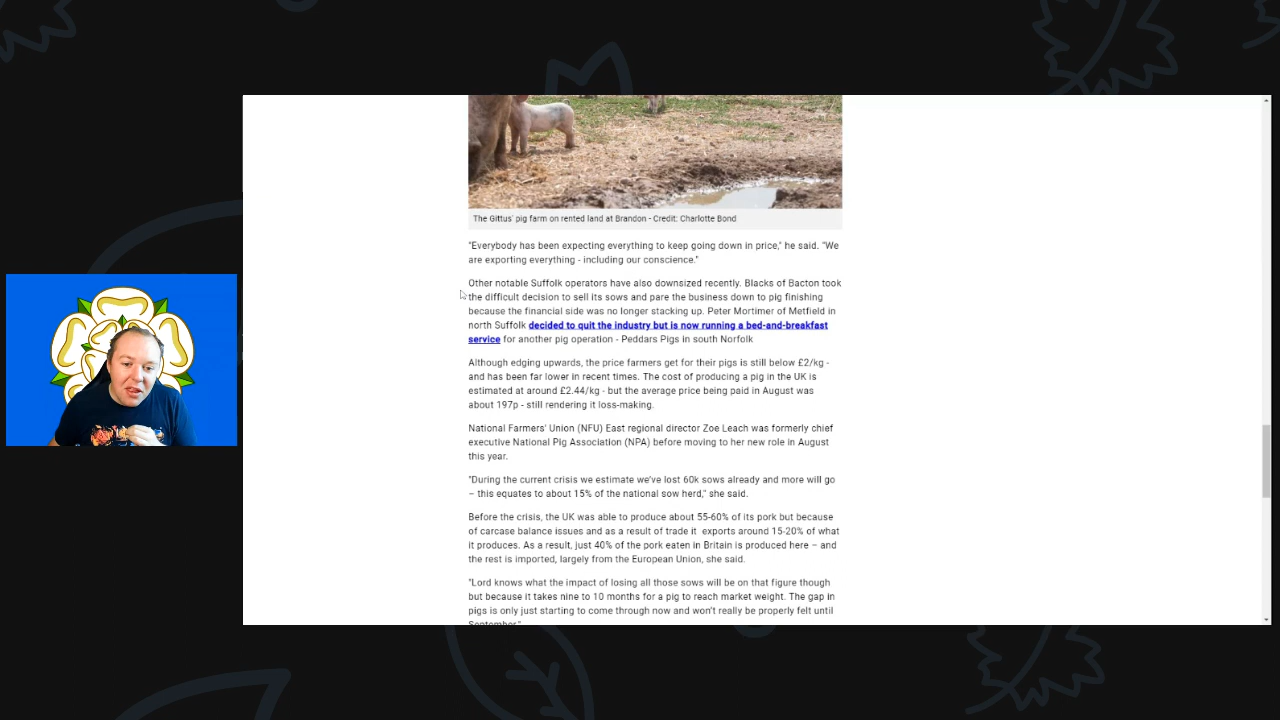 The Gittus' pig farm on rented land at Brandon - Credit: Charlotte Bond
"Everybody has been expecting everything to keep going down in price," he said. "We
are exporting everything - including our conscience."
Other notable Suffolk operators have also downsized recently. Blacks of Bacton took
the difficult decision to sell its sows and pare the business down to pig finishing
because the financial side was no longer stacking up. Peter Mortimer of Metfield in
north Suffolk decided to quit the industry but is now running a bed-and-breakfast
service for another pig operation - Peddars Pigs in south Norfolk
Although edging upwards, the price farmers get for their pigs is still below £2/kg -
and has been far lower in recent times. The cost of producing a pig in the UK is
estimated at around £2.44/kg - but the average price being paid in August was
about 197p - still rendering it loss-making.
National Farmers' Union (NFU) East regional director Zoe Leach was formerly chief
executive National Pig Association (NPA) before moving to her new role in August
this year.
"During the current crisis we estimate we've lost 60k sows already and more will go
– this equates to about 15% of the national sow herd," she said.
Before the crisis, the UK was able to produce about 55-60% of its pork but because
of carcase balance issues and as a result of trade it exports around 15-20% of what
it produces. As a result, just 40% of the pork eaten in Britain is produced here – and
the rest is imported, largely from the European Union, she said.
"Lord knows what the impact of losing all those sows will be on that figure though
but because it takes nine to 10 months for a pig to reach market weight. The gap in
pigs is only just starting to come through now and won't really be properly felt until
September."